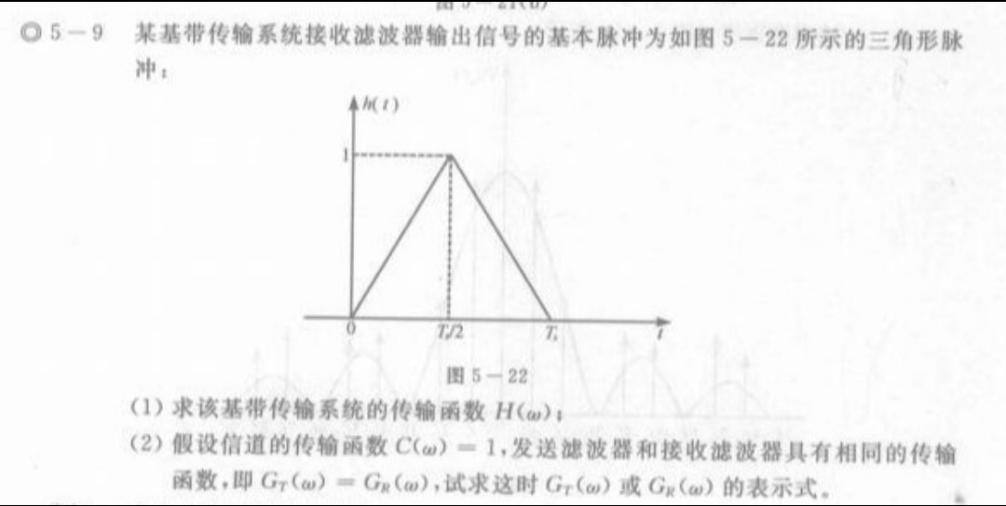 ◎5－9 某基带传输系统接收滤波器输出信号的基本脉冲为如图 5－22 所示的三角形脉
冲：
h(t)
1
0 Ts/2 Ts t
图 5－22
(1) 求该基带传输系统的传输函数 H(ω)；
(2) 假设信道的传输函数 C(ω) = 1，发送滤波器和接收滤波器具有相同的传输
函数，即 G_T(ω) = G_R(ω)，试求这时 G_T(ω) 或 G_R(ω) 的表示式。